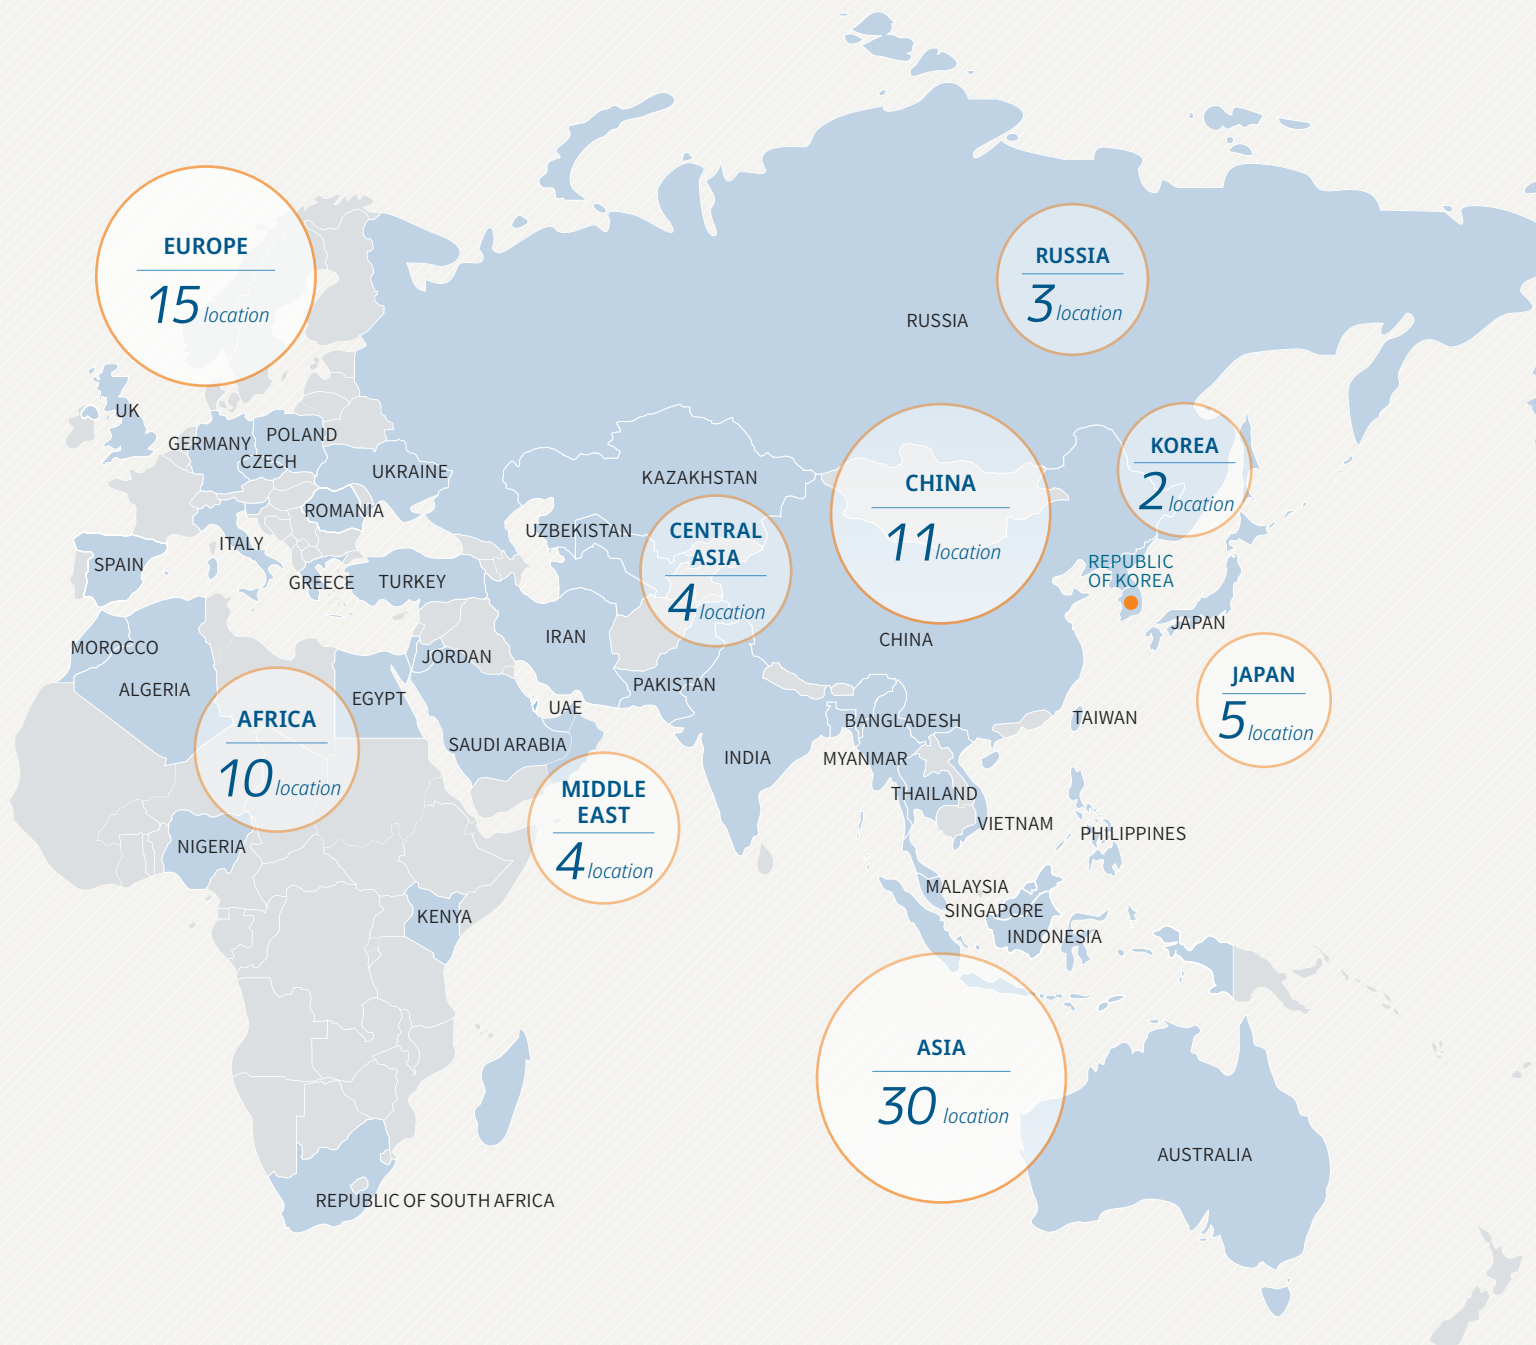 EUROPE
15 location
RUSSIA
3 location
RUSSIA
UK
GERMANY
POLAND
CZECH
UKRAINE
ROMANIA
ITALY
SPAIN
GREECE
TURKEY
KAZAKHSTAN
UZBEKISTAN
CENTRAL
ASIA
4 location
CHINA
11 location
CHINA
KOREA
2 location
REPUBLIC
OF KOREA
JAPAN
JAPAN
5 location
MOROCCO
ALGERIA
AFRICA
10 location
EGYPT
JORDAN
IRAN
PAKISTAN
UAE
SAUDI ARABIA
MIDDLE
EAST
4 location
INDIA
BANGLADESH
MYANMAR
TAIWAN
THAILAND
VIETNAM
PHILIPPINES
NIGERIA
KENYA
MALAYSIA
SINGAPORE
INDONESIA
ASIA
30 location
AUSTRALIA
REPUBLIC OF SOUTH AFRICA